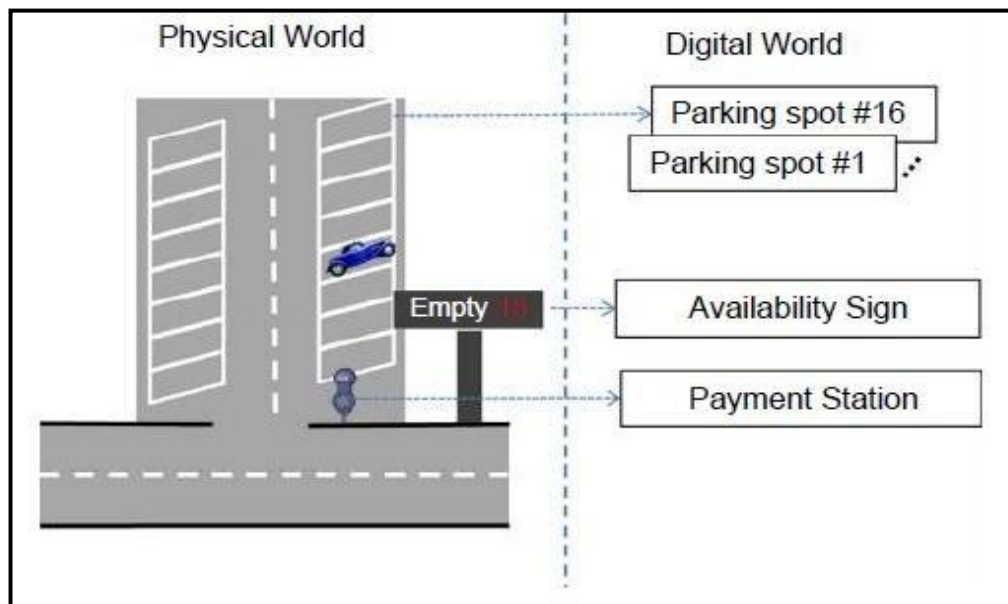 Physical World
Digital World
Parking spot #16
Parking spot #1
Empty 15
Availability Sign
Payment Station